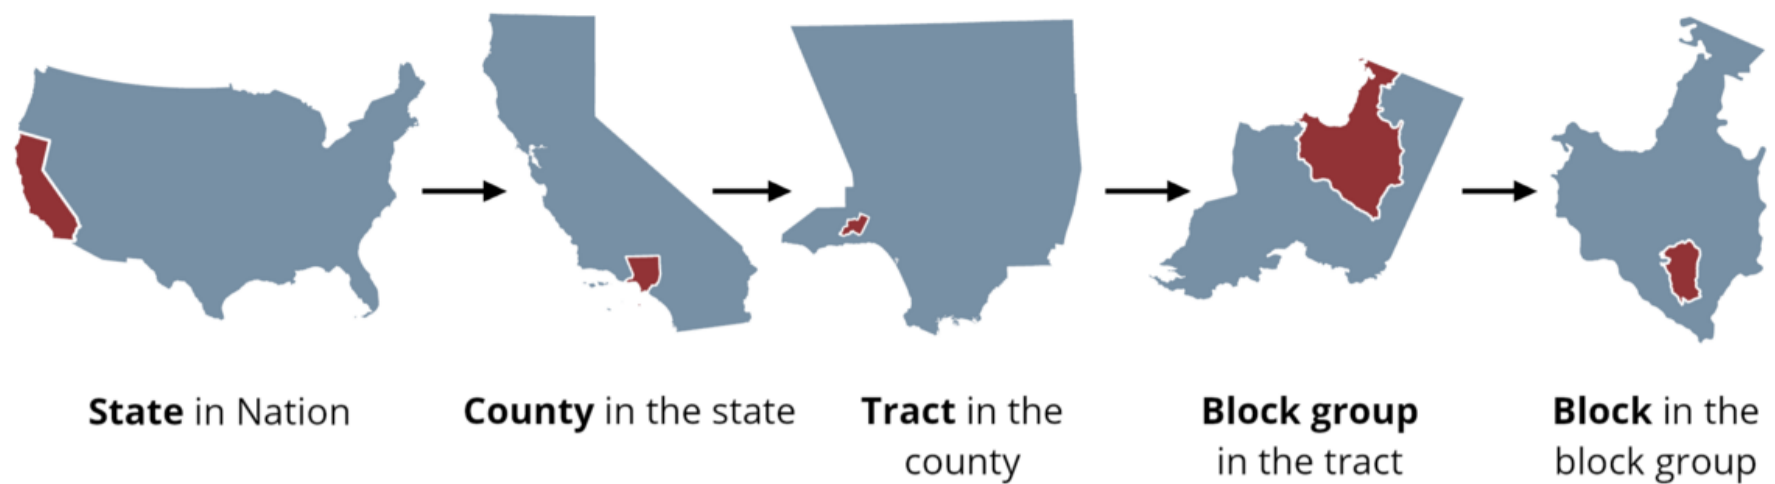 State in Nation
County in the state
Tract in the
county
Block group
in the tract
Block in the
block group